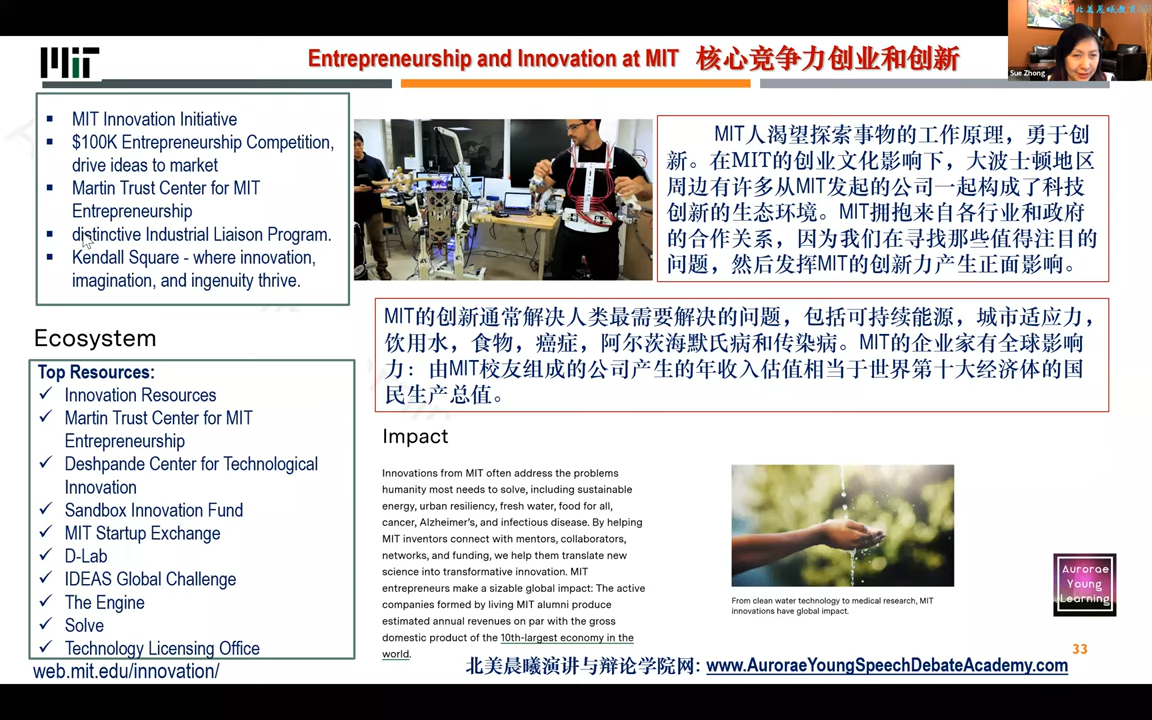 北美晨曦教育
Sue Zhong
MIT
Entrepreneurship and Innovation at MIT 核心竞争力创业和创新
MIT Innovation Initiative
$100K Entrepreneurship Competition,
drive ideas to market
Martin Trust Center for MIT
Entrepreneurship
distinctive Industrial Liaison Program.
Kendall Square - where innovation,
imagination, and ingenuity thrive.
MIT人渴望探索事物的工作原理，勇于创
新。在MIT的创业文化影响下，大波士顿地区
周边有许多从MIT发起的公司一起构成了科技
创新的生态环境。MIT拥抱来自各行业和政府
的合作关系，因为我们在寻找那些值得注目的
问题，然后发挥MIT的创新力产生正面影响。
MIT的创新通常解决人类最需要解决的问题，包括可持续能源，城市适应力，
饮用水，食物，癌症，阿尔茨海默氏病和传染病。MIT的企业家有全球影响
力：由MIT校友组成的公司产生的年收入估值相当于世界第十大经济体的国
民生产总值。
Ecosystem
Top Resources:
Innovation Resources
Martin Trust Center for MIT
Entrepreneurship
Deshpande Center for Technological
Innovation
Sandbox Innovation Fund
MIT Startup Exchange
D-Lab
IDEAS Global Challenge
The Engine
Solve
Technology Licensing Office
web.mit.edu/innovation/
Impact
Innovations from MIT often address the problems
humanity most needs to solve, including sustainable
energy, urban resiliency, fresh water, food for all,
cancer, Alzheimer's, and infectious disease. By helping
MIT inventors connect with mentors, collaborators,
networks, and funding, we help them translate new
science into transformative innovation. MIT
entrepreneurs make a sizable global impact: The active
companies formed by living MIT alumni produce
estimated annual revenues on par with the gross
domestic product of the 10th-largest economy in the
world.
From clean water technology to medical research, MIT
innovations have global impact.
Aurorae
Young
Learning
33
北美晨曦演讲与辩论学院网: www.AuroraeYoungSpeechDebateAcademy.com